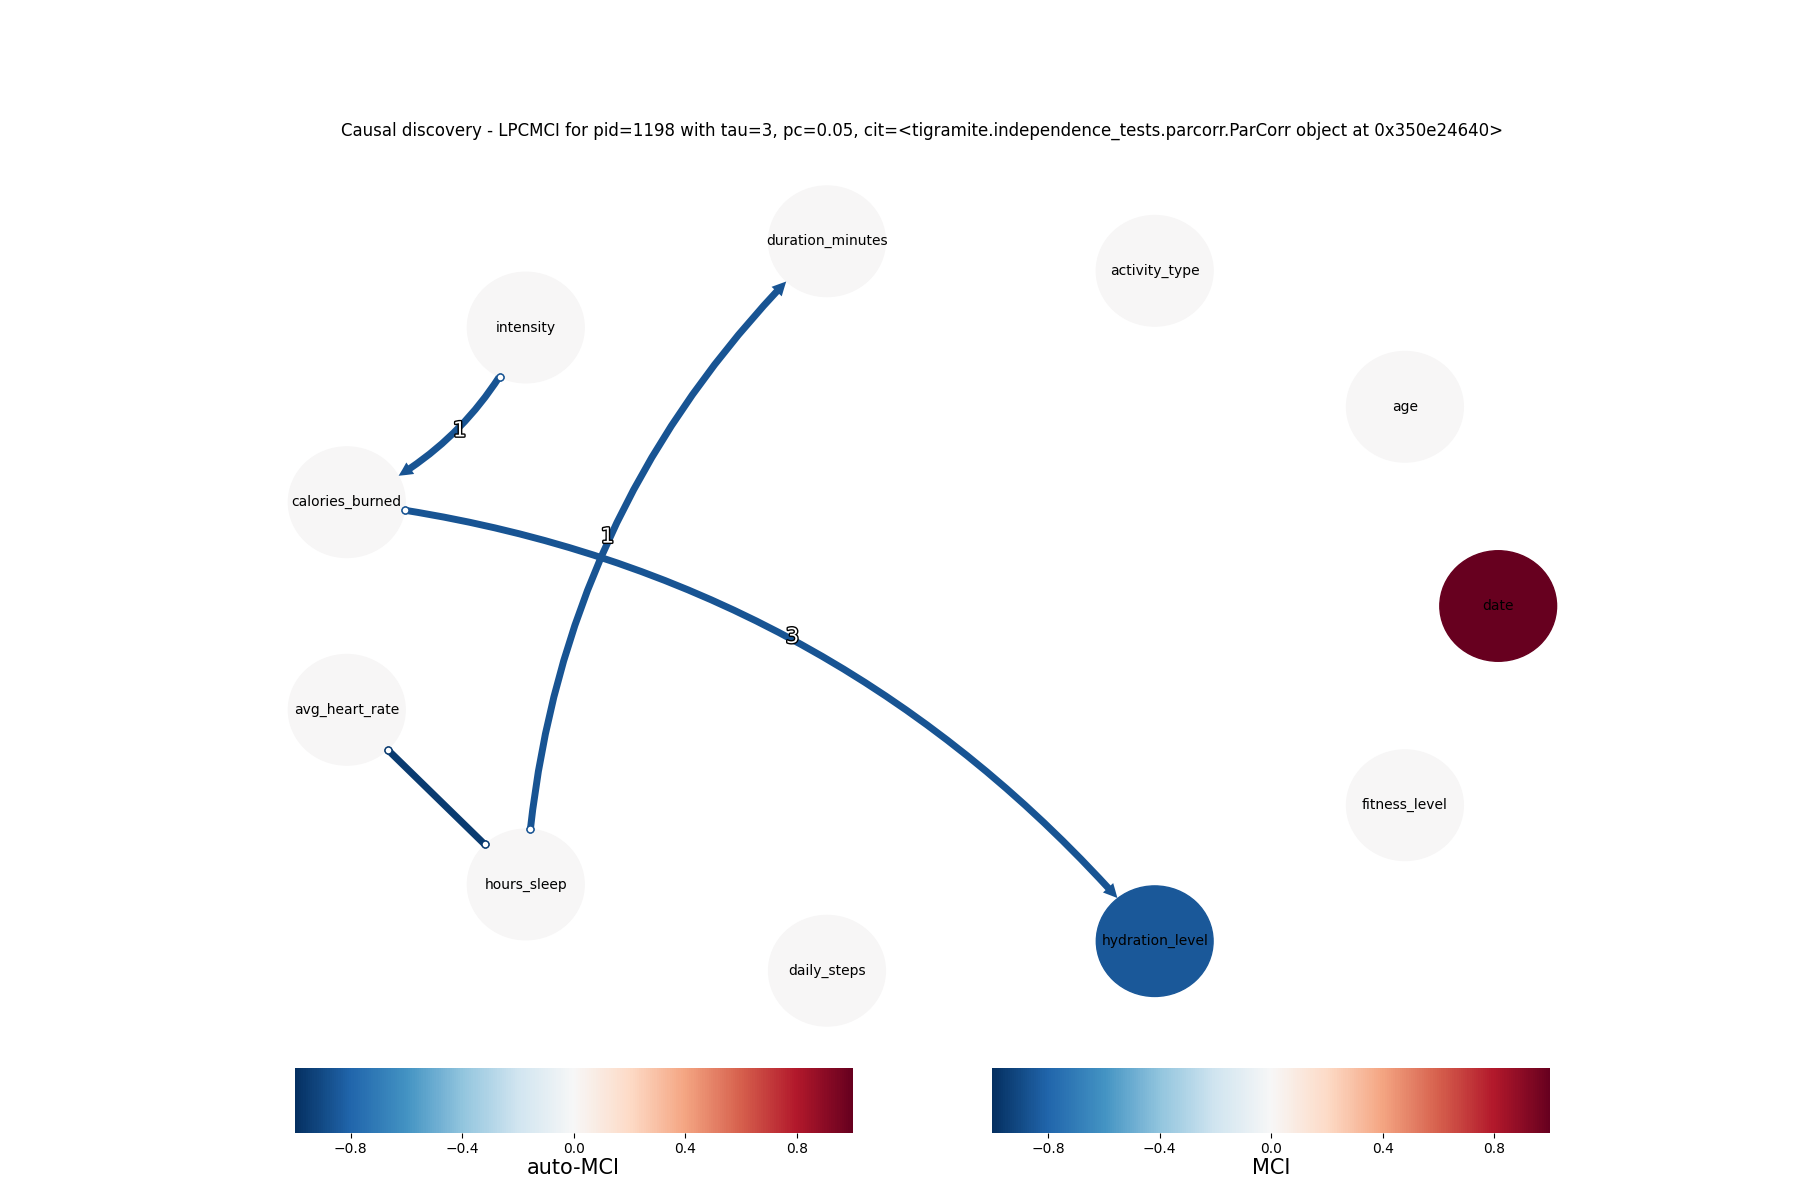 Causal discovery - LPCMCI for pid=1198 with tau=3, pc=0.05, cit=<tigramite.independence_tests.parcorr.ParCorr object at 0x350e24640>
duration_minutes
activity_type
intensity
age
1
calories_burned
1
date
3
avg_heart_rate
fitness_level
hours_sleep
hydration_level
daily_steps
−0.8 −0.4 0.0 0.4 0.8
auto-MCI
−0.8 −0.4 0.0 0.4 0.8
MCI